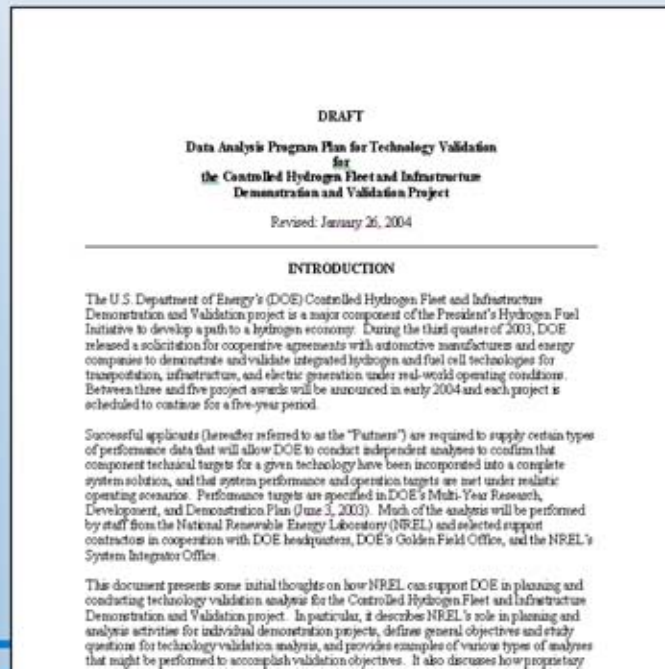 DRAFT
Data Analysis Program Plan for Technology Validation
for
the Controlled Hydrogen Fleet and Infrastructure
Demonstration and Validation Project
Revised: January 26, 2004
INTRODUCTION
The U.S. Department of Energy's (DOE) Controlled Hydrogen Fleet and Infrastructure
Demonstration and Validation project is a major component of the President's Hydrogen Fuel
Initiative to develop a path to a hydrogen economy. During the third quarter of 2003, DOE
released a solicitation for cooperative agreements with automotive manufacturers and energy
companies to demonstrate and validate integrated hydrogen and fuel cell technologies for
transportation, infrastructure, and electric generation under real-world operating conditions.
Between three and five project awards will be announced in early 2004 and each project is
scheduled to continue for a five-year period.
Successful applicants (hereafter referred to as the "Partners") are required to supply certain types
of performance data that will allow DOE to conduct independent analyses to confirm that
component technical targets for a given technology have been incorporated into a complete
system solution, and that system performance and operation targets are met under realistic
operating scenarios. Performance targets are specified in DOE's Multi-Year Research,
Development, and Demonstration Plan (June 3, 2003). Much of the analysis will be performed
by staff from the National Renewable Energy Laboratory (NREL) and selected support
contractors in cooperation with DOE headquarters, DOE's Golden Field Office, and the NREL's
System Integrator Office.
This document presents some initial thoughts on how NREL can support DOE in planning and
conducting technology validation analysis for the Controlled Hydrogen Fleet and Infrastructure
Demonstration and Validation project. In particular, it describes NREL's role in planning and
analysis activities for individual demonstration projects, defines general objectives and study
questions for technology validation analysis, and provides examples of various types of analyses
that might be performed to accomplish validation objectives. It also discusses how proprietary